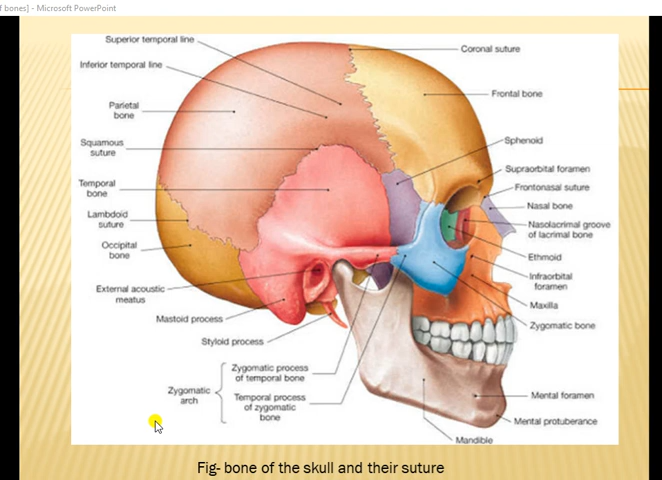 f bones] - Microsoft PowerPoint
Superior temporal line
Inferior temporal line
Parietal
bone
Squamous
suture
Temporal
bone
Lambdoid
suture
Occipital
bone
External acoustic
meatus
Mastoid process
Styloid process
Zygomatic
arch
Zygomatic process
of temporal bone
Temporal process
of zygomatic
bone
Coronal suture
Frontal bone
Sphenoid
Supraorbital foramen
Frontonasal suture
Nasal bone
Nasolacrimal groove
of lacrimal bone
Ethmoid
Infraorbital
foramen
Maxilla
Zygomatic bone
Mental foramen
Mental protuberance
Mandible
Fig- bone of the skull and their suture